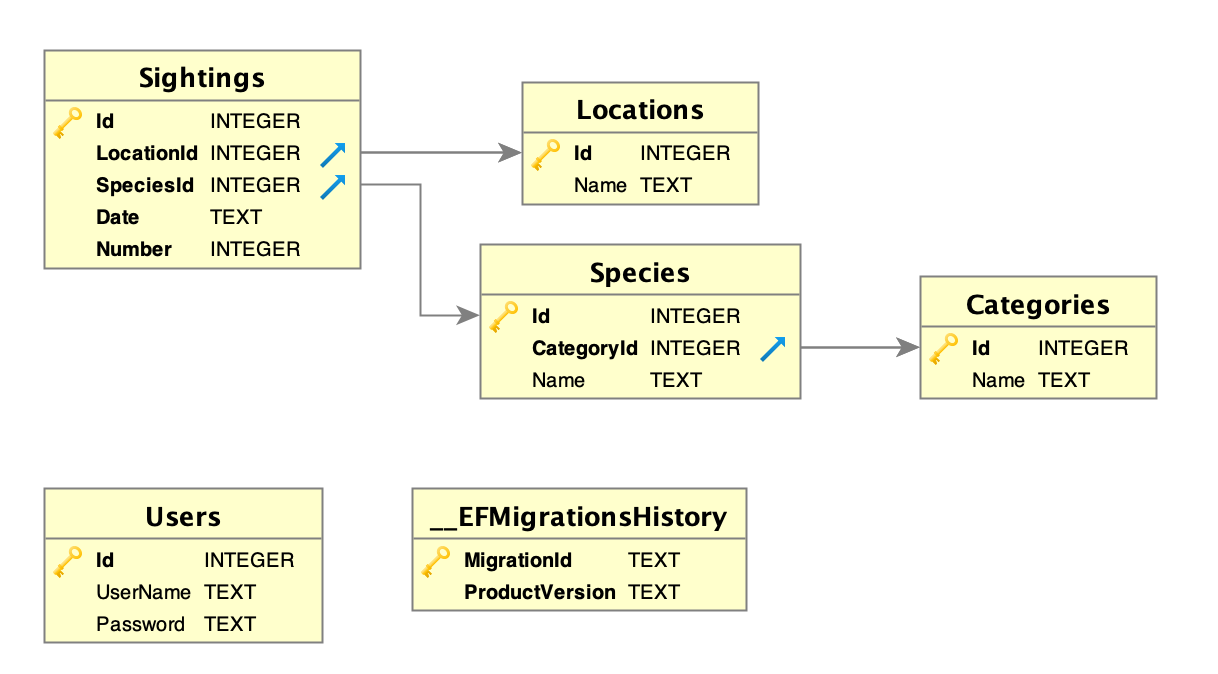 Sightings
Id INTEGER
LocationId INTEGER
SpeciesId INTEGER
Date TEXT
Number INTEGER
Locations
Id INTEGER
Name TEXT
Species
Id INTEGER
CategoryId INTEGER
Name TEXT
Categories
Id INTEGER
Name TEXT
Users
Id INTEGER
UserName TEXT
Password TEXT
__EFMigrationsHistory
MigrationId TEXT
ProductVersion TEXT